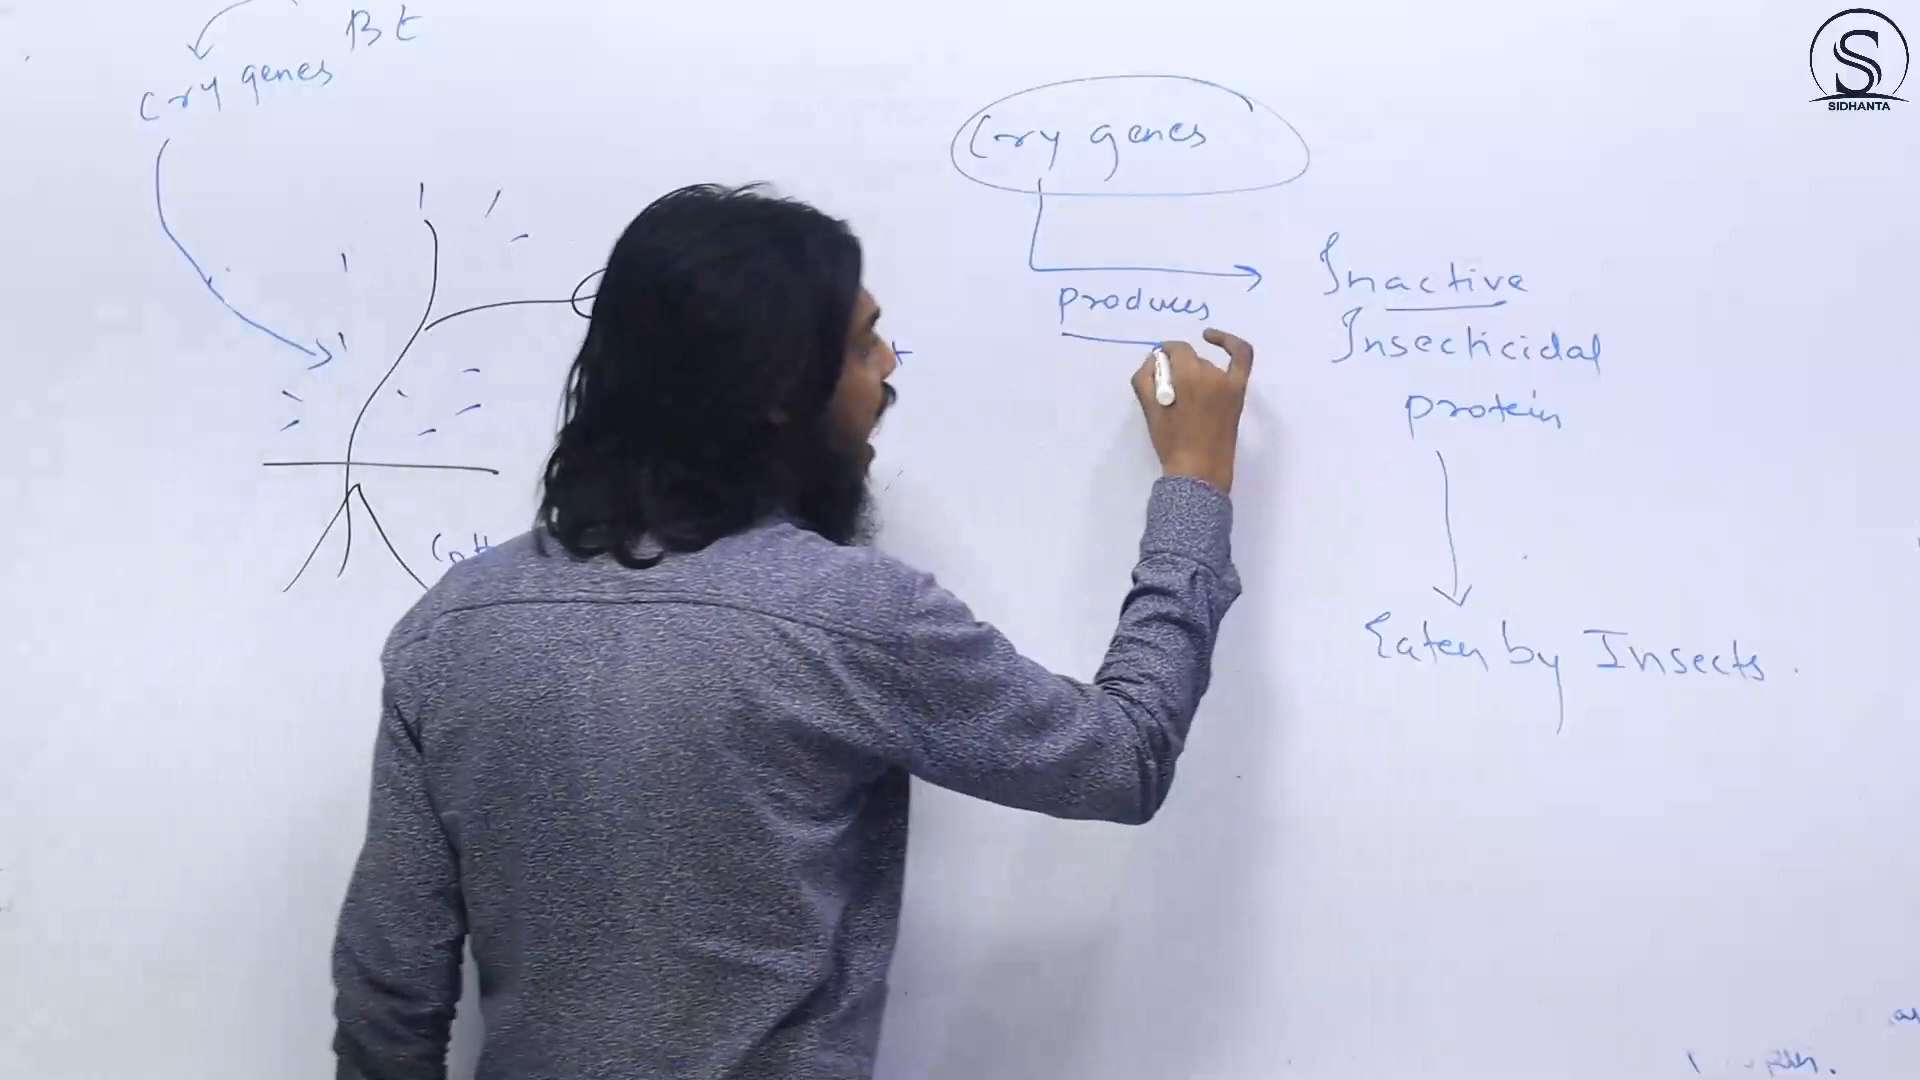 Bt
Cry genes
Cry genes
produces
Inactive
Insecticidal
protein
Eaten by Insects.
S
SIDHANTA